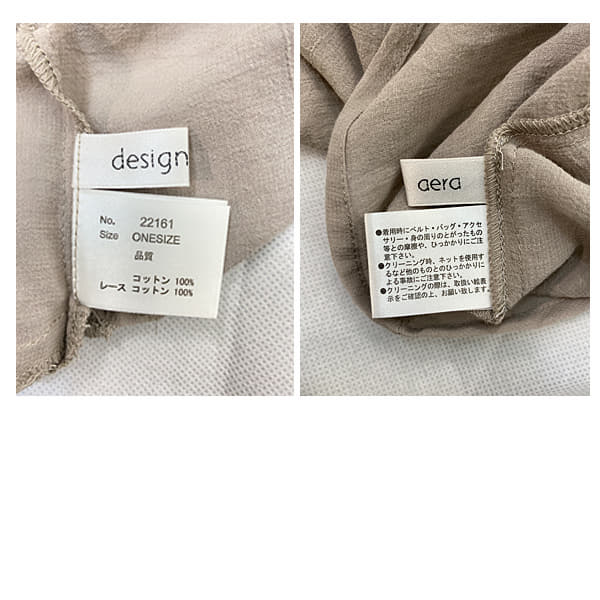 design
No. 22161
Size ONESIZE
品質
コットン 100%
レース コットン 100%
aera
●着用時にベルト・バッグ・アクセ
サリー・身の周りのとがったもの
等との摩擦や、ひっかかりにご注
意下さい。
●クリーニング時、ネットを使用す
るなど他のものとのひっかかりに
よる事故にご注意下さい。
●クリーニングの際は、取扱い絵表
示をご確認の上、お願い致します。